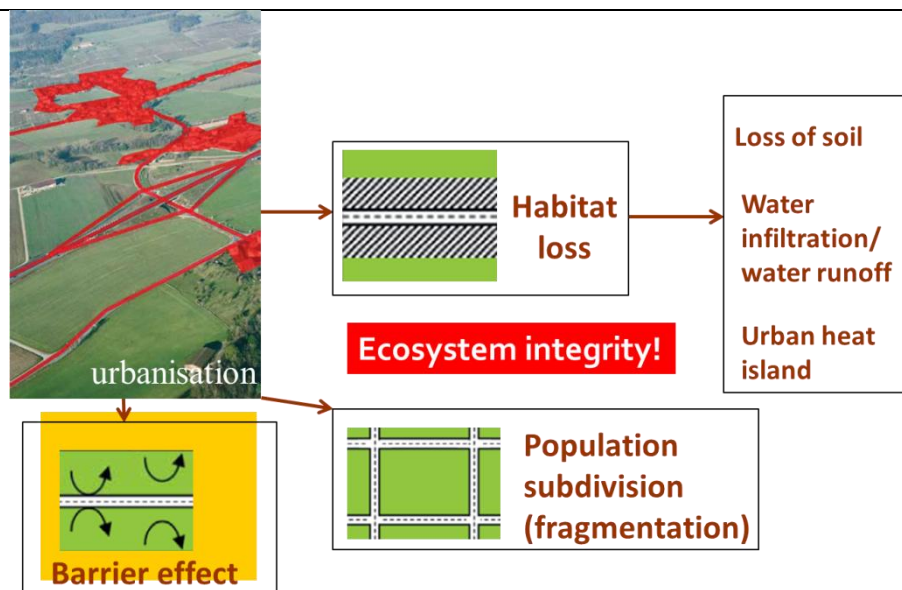 urbanisation
Habitat
loss
Loss of soil
Water
infiltration/
water runoff
Urban heat
island
Ecosystem integrity!
Population
subdivision
(fragmentation)
Barrier effect